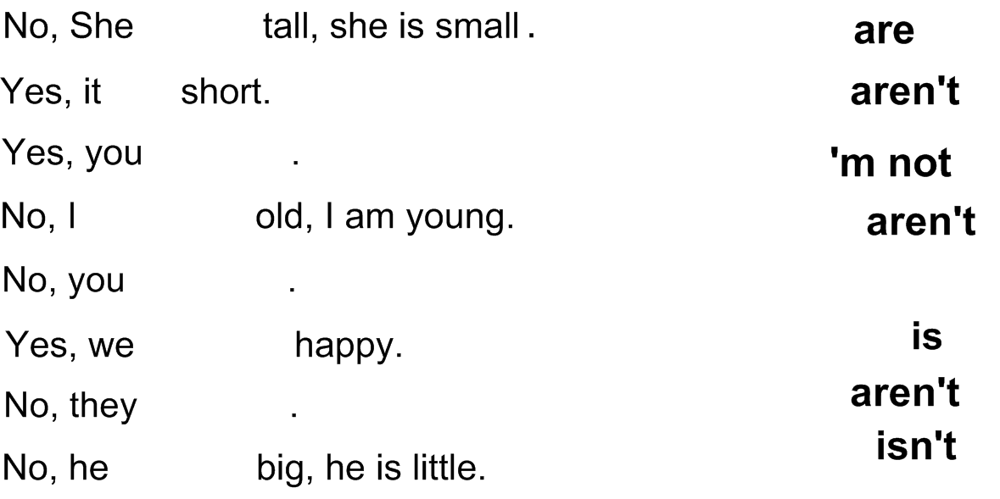 No, She tall, she is small .
are
Yes, it short.
aren't
Yes, you .
'm not
No, I old, I am young.
aren't
No, you .
Yes, we happy.
is
No, they .
aren't
No, he big, he is little.
isn't